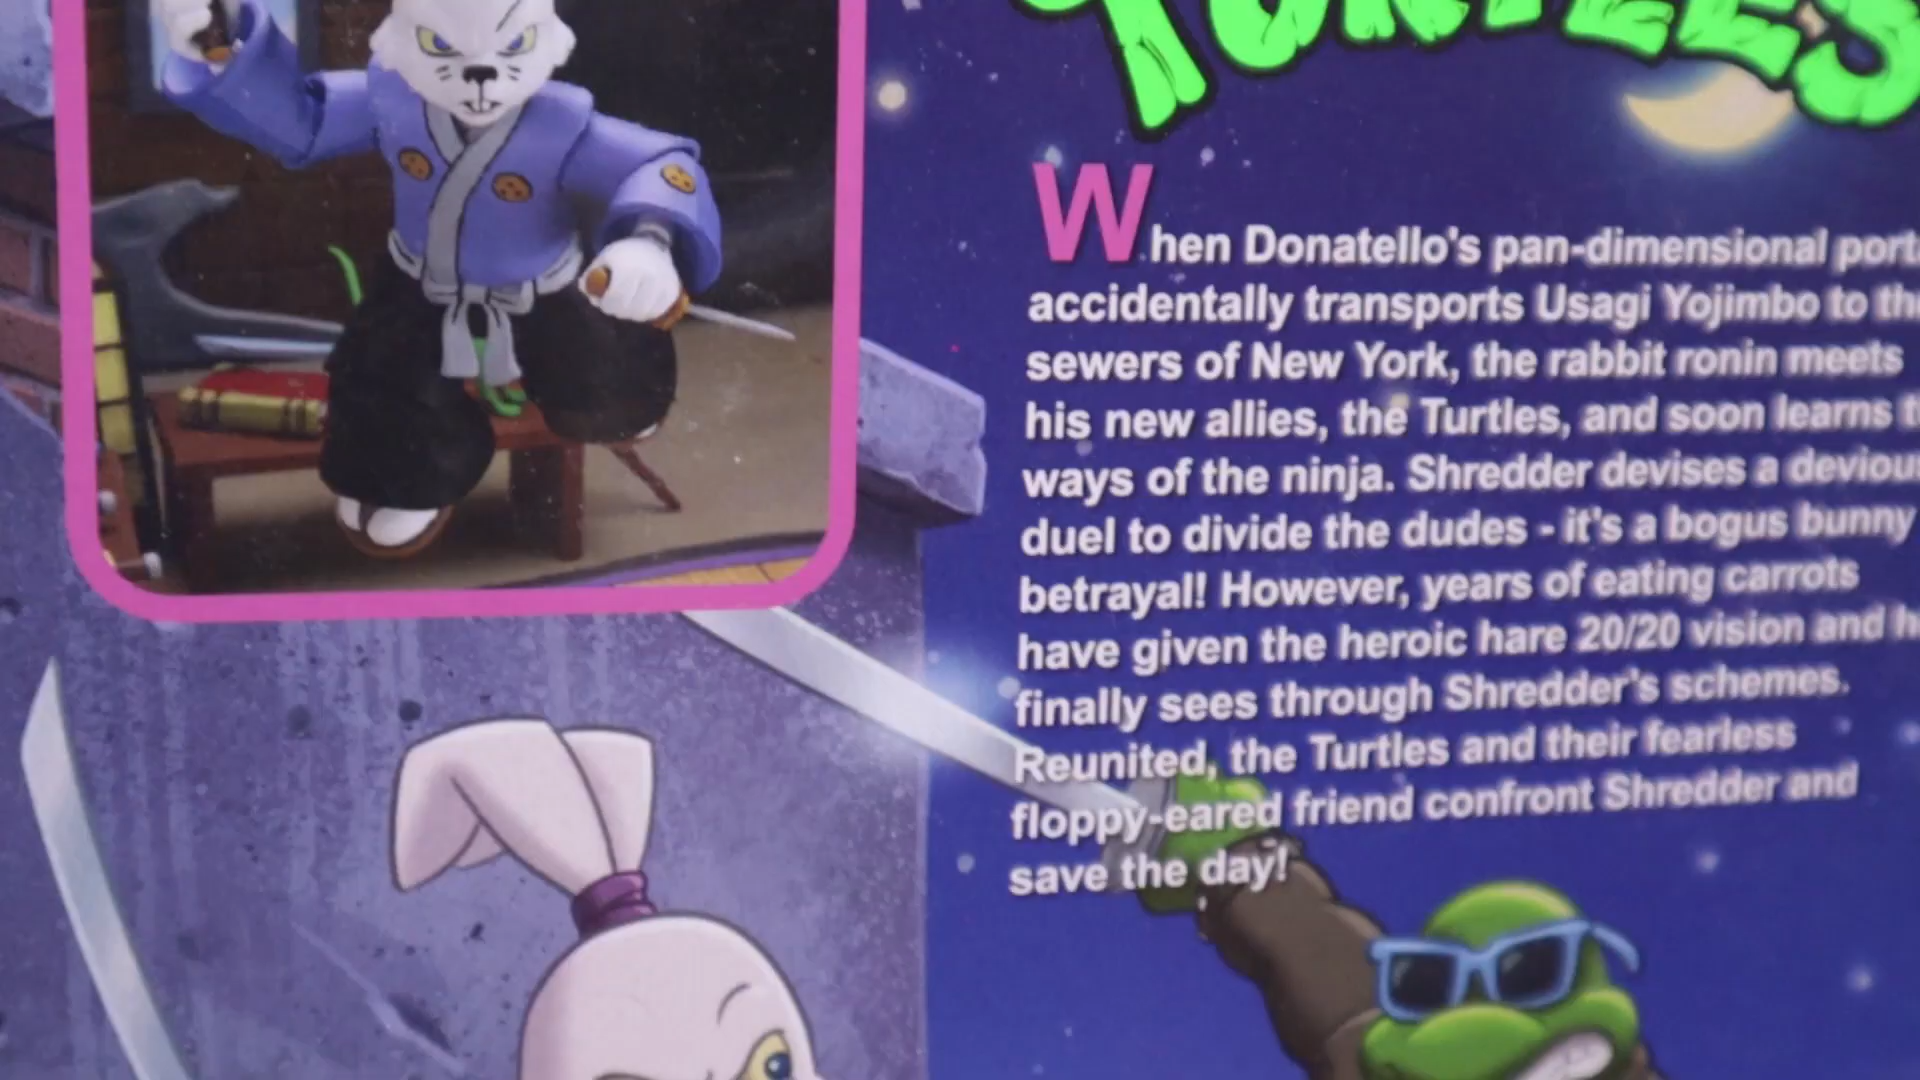 TURTLES
When Donatello's pan-dimensional
accidentally transports Usagi Yojimbo to
sewers of New York, the rabbit ronin meets
his new allies, the Turtles, and soon learns
ways of the ninja. Shredder devises a
duel to divide the dudes - it's a bogus bunny
betrayal! However, years of eating carrots
have given the heroic hare 20/20 vision and
finally sees through Shredder's schemes.
Reunited, the Turtles and their fearless
floppy-eared friend confront Shredder and
save the day!